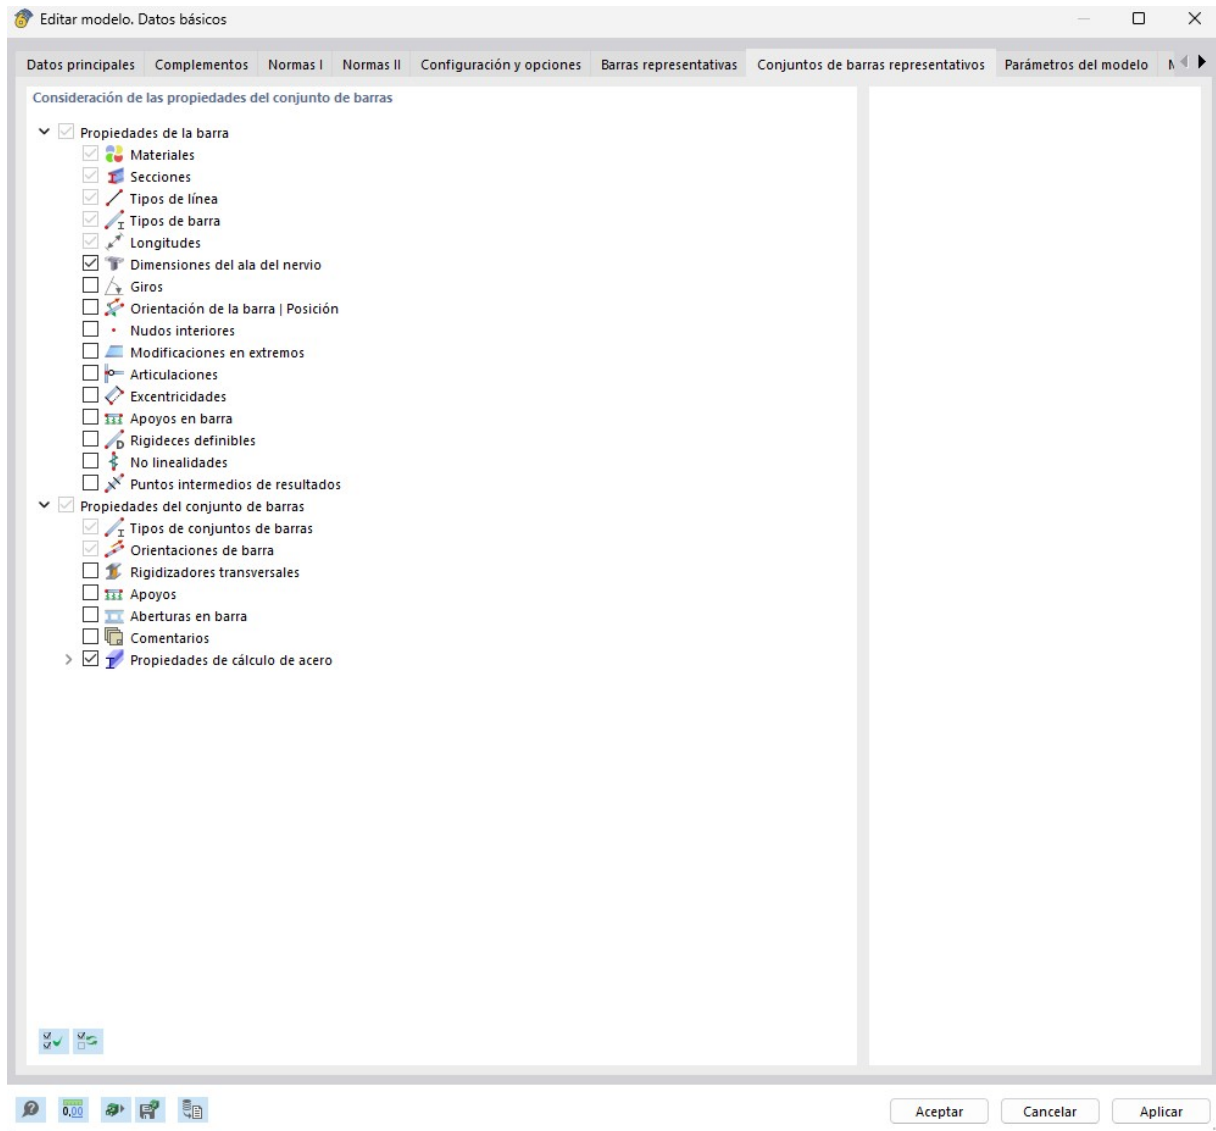 Editar modelo. Datos básicos
Datos principales Complementos Normas I Normas II Configuración y opciones Barras representativas Conjuntos de barras representativos Parámetros del modelo
Consideración de las propiedades del conjunto de barras
Propiedades de la barra
Materiales
Secciones
Tipos de línea
Tipos de barra
Longitudes
Dimensiones del ala del nervio
Giros
Orientación de la barra | Posición
Nudos interiores
Modificaciones en extremos
Articulaciones
Excentricidades
Apoyos en barra
Rigideces definibles
No linealidades
Puntos intermedios de resultados
Propiedades del conjunto de barras
Tipos de conjuntos de barras
Orientaciones de barra
Rigidizadores transversales
Apoyos
Aberturas en barra
Comentarios
Propiedades de cálculo de acero
0,00
Aceptar Cancelar Aplicar